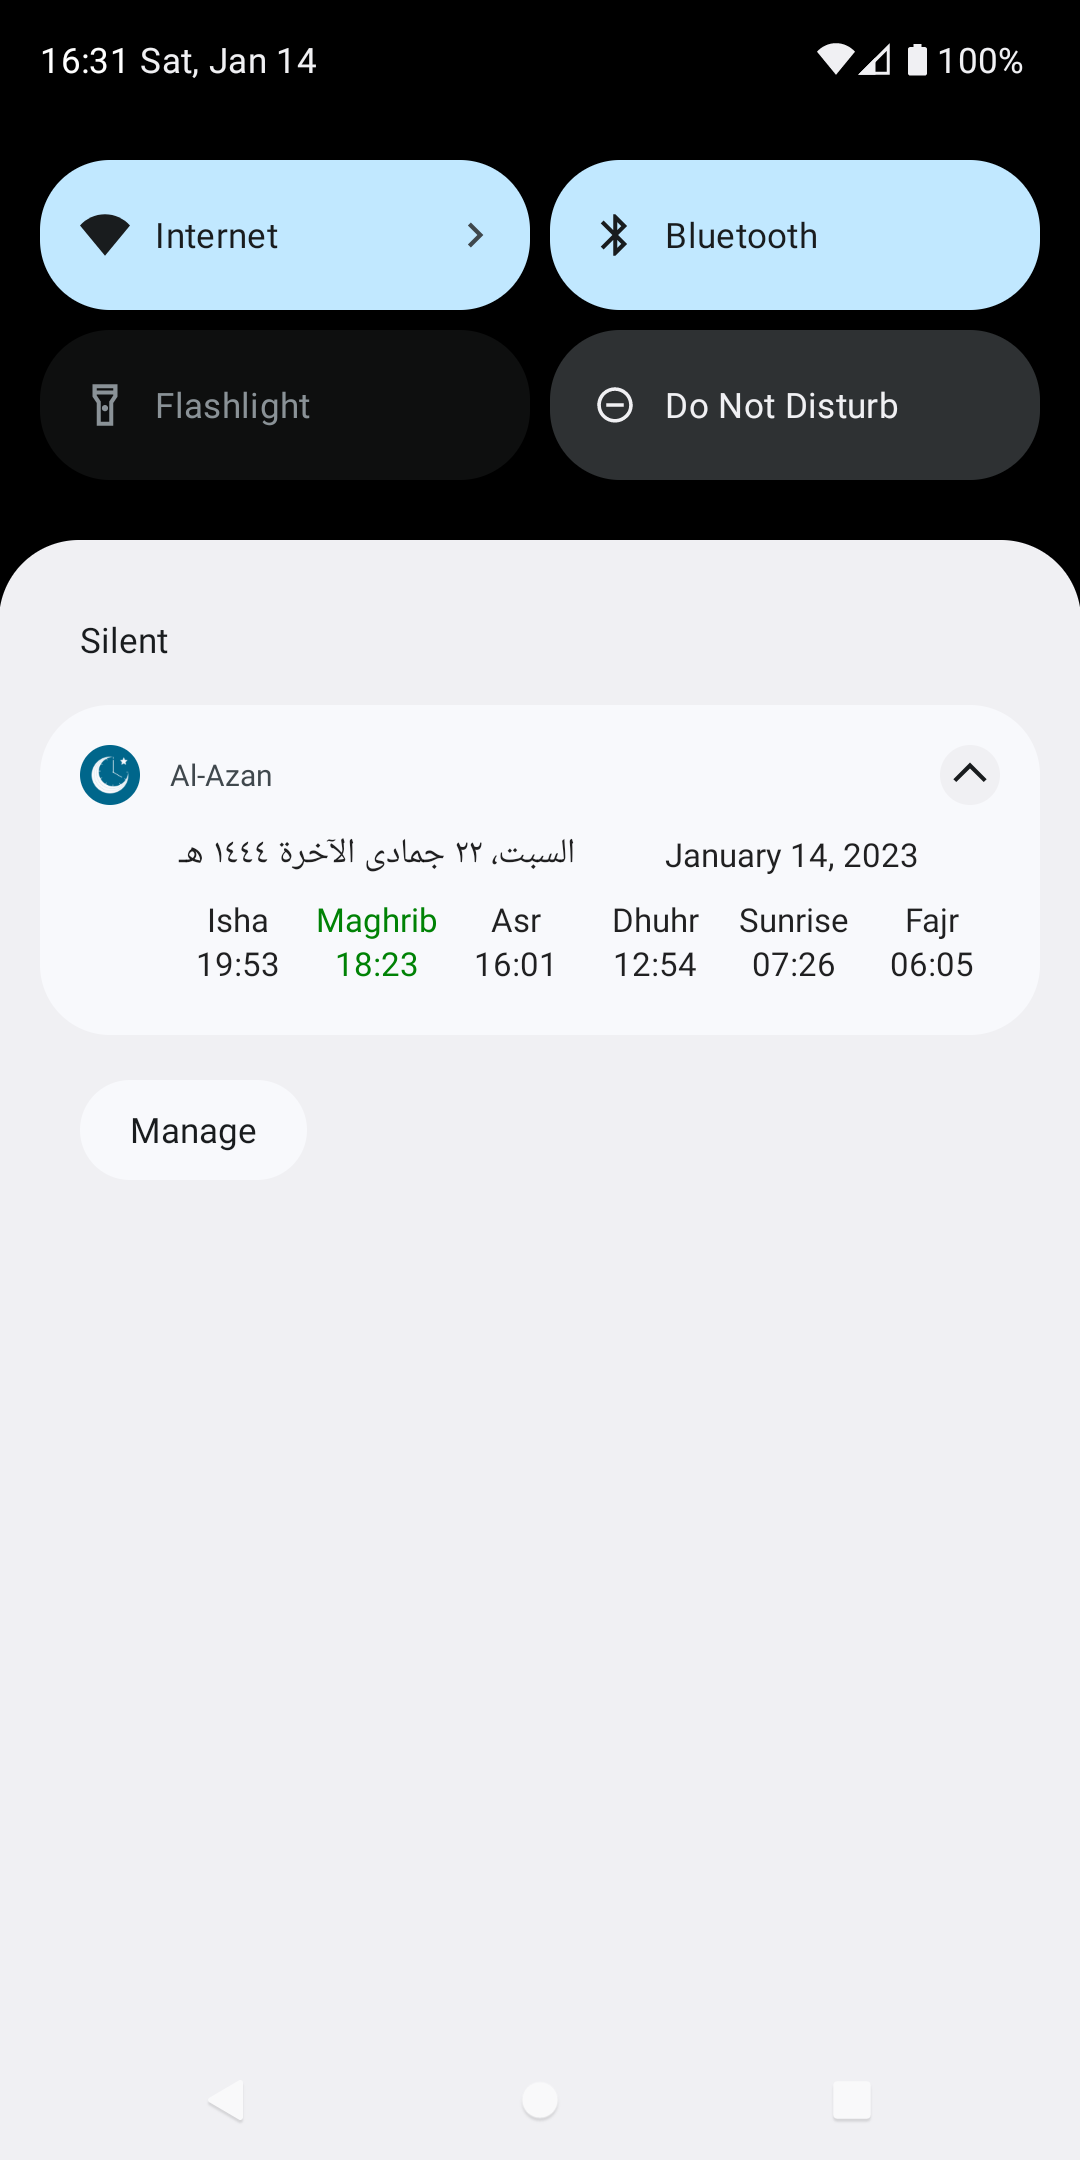 16:31 Sat, Jan 14
100%
Internet
Bluetooth
Flashlight
Do Not Disturb
Silent
Al-Azan
السبت، ٢٢ جمادى الآخرة ١٤٤٤ هـ
January 14, 2023
Isha Maghrib Asr Dhuhr Sunrise Fajr
19:53 18:23 16:01 12:54 07:26 06:05
Manage